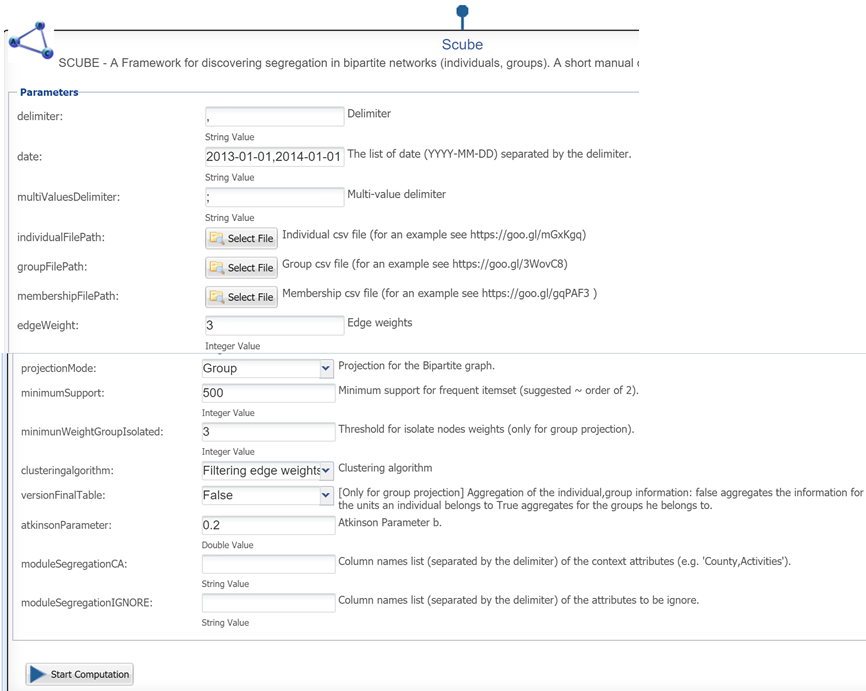 B
A
C
Scube
SCUBE - A Framework for discovering segregation in bipartite networks (individuals, groups). A short manual
Parameters
delimiter: , Delimiter
String Value
date: 2013-01-01,2014-01-01 The list of date (YYYY-MM-DD) separated by the delimiter.
String Value
multiValuesDelimiter: ; Multi-value delimiter
String Value
individualFilePath: Select File Individual csv file (for an example see https://goo.gl/mGxKgq)
groupFilePath: Select File Group csv file (for an example see https://goo.gl/3WovC8)
membershipFilePath: Select File Membership csv file (for an example see https://goo.gl/gqPAF3 )
edgeWeight: 3 Edge weights
Integer Value
projectionMode: Group Projection for the Bipartite graph.
minimumSupport: 500 Minimum support for frequent itemset (suggested ~ order of 2).
Integer Value
minimunWeightGroupIsolated: 3 Threshold for isolate nodes weights (only for group projection).
Integer Value
clusteringalgorithm: Filtering edge weights Clustering algorithm
versionFinalTable: False [Only for group projection] Aggregation of the individual,group information: false aggregates the information for
the units an individual belongs to True aggregates for the groups he belongs to.
atkinsonParameter: 0.2 Atkinson Parameter b.
Double Value
moduleSegregationCA: Column names list (separated by the delimiter) of the context attributes (e.g. 'County,Activities').
String Value
moduleSegregationIGNORE: Column names list (separated by the delimiter) of the attributes to be ignore.
String Value
Start Computation